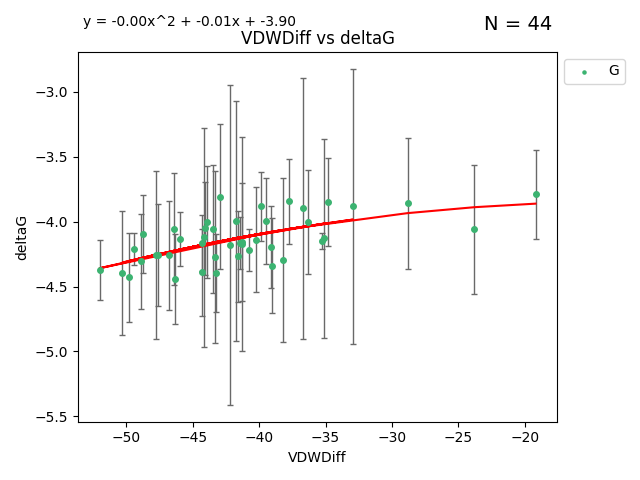 y = -0.00x^2 + -0.01x + -3.90
N = 44
VDWDiff vs deltaG
G
−3.0
−3.5
−4.0
−4.5
−5.0
−5.5
deltaG
−50 −45 −40 −35 −30 −25 −20
VDWDiff